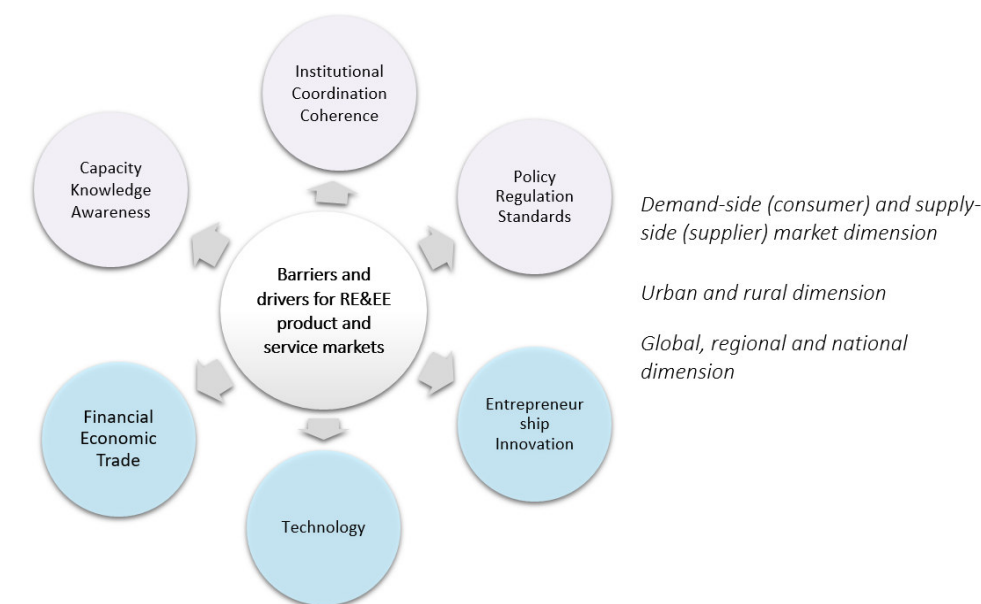 Institutional
Coordination
Coherence
Capacity
Knowledge
Awareness
Policy
Regulation
Standards
Barriers and
drivers for RE&EE
product and
service markets
Financial
Economic
Trade
Entrepreneur
ship
Innovation
Technology
Demand-side (consumer) and supply-
side (supplier) market dimension
Urban and rural dimension
Global, regional and national
dimension